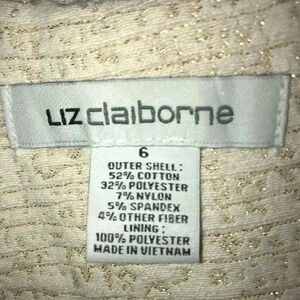 LIZ claiborne
6
OUTER SHELL:
52% COTTON
32% POLYESTER
7% NYLON
5% SPANDEX
4% OTHER FIBER
LINING:
100% POLYESTER
MADE IN VIETNAM